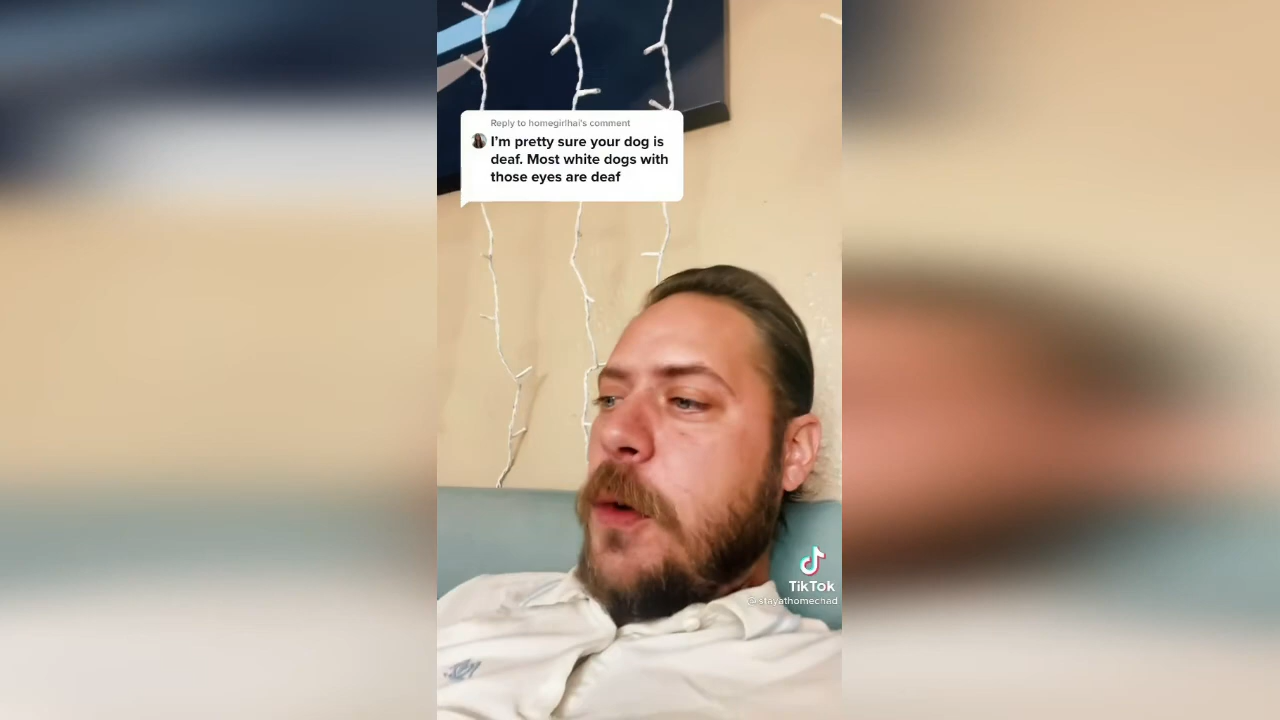 Reply to homegirlhai's comment
I'm pretty sure your dog is
deaf. Most white dogs with
those eyes are deaf
TikTok
@stayathomechad